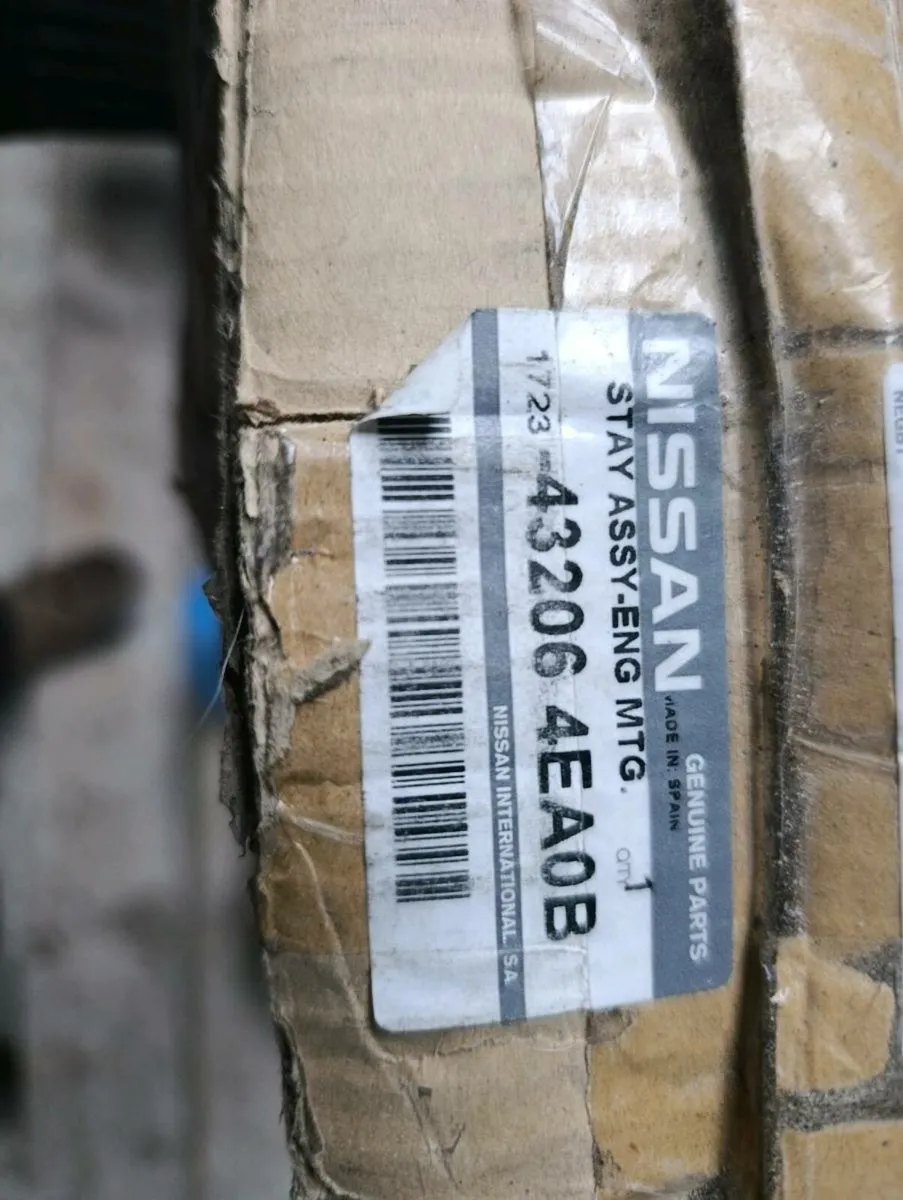 NISSAN GENUINE PARTS
MADE IN: SPAIN
STAY ASSY-ENG MTG. QTY 1
1723 43206 4EA0B
NISSAN INTERNATIONAL SA